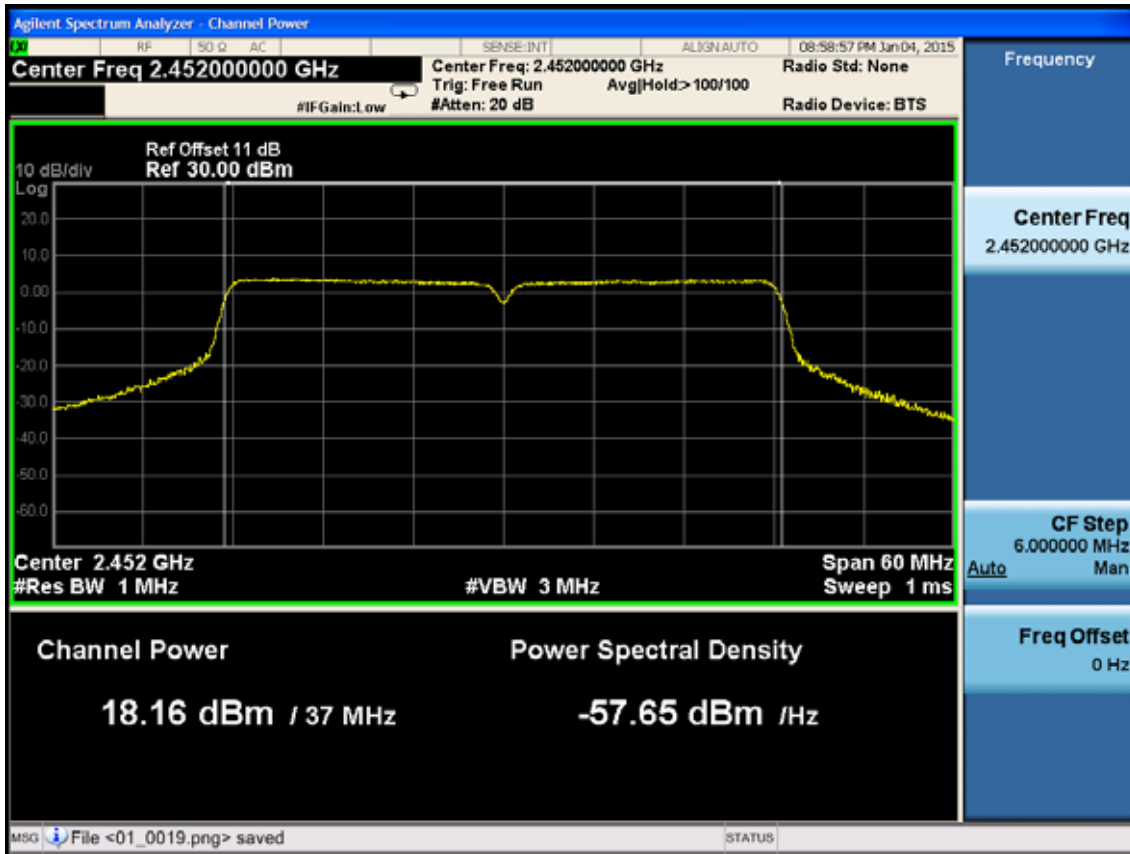 Agilent Spectrum Analyzer - Channel Power
RF 50 Ω AC SENSE:INT ALIGN AUTO 08:58:57 PM Jan 04, 2015
Center Freq 2.452000000 GHz
Center Freq: 2.452000000 GHz
Radio Std: None
Trig: Free Run Avg|Hold:> 100/100
#IFGain:Low
#Atten: 20 dB
Radio Device: BTS
Ref Offset 11 dB
10 dB/div Ref 30.00 dBm
Log
20.0
10.0
0.00
-10.0
-20.0
-30.0
-40.0
-50.0
-60.0
Center 2.452 GHz Span 60 MHz
#Res BW 1 MHz #VBW 3 MHz Sweep 1 ms
Channel Power
Power Spectral Density
18.16 dBm / 37 MHz
-57.65 dBm /Hz
Frequency
Center Freq
2.452000000 GHz
CF Step
6.000000 MHz
Auto Man
Freq Offset
0 Hz
MSG File <01_0019.png> saved STATUS